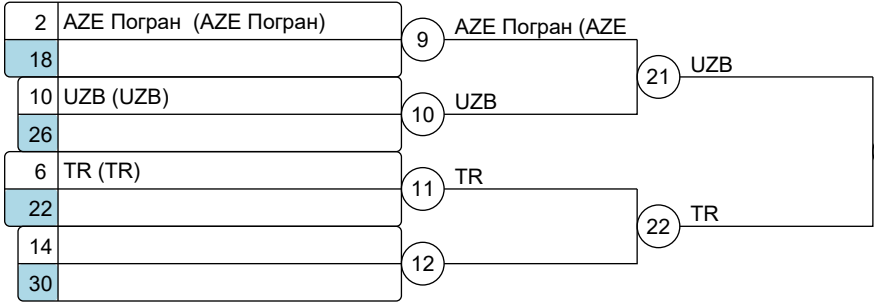 2 AZE Погран (AZE Погран)
18
9 AZE Погран (AZE
10 UZB (UZB)
26
10 UZB
21 UZB
6 TR (TR)
22
11 TR
14
30
12
22 TR